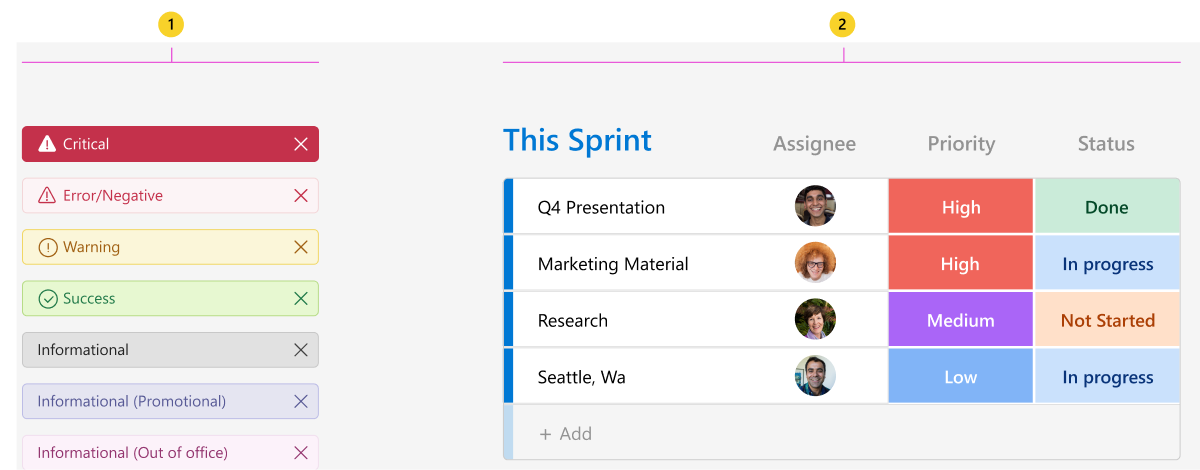 1
2
Critical
Error/Negative
Warning
Success
Informational
Informational (Promotional)
Informational (Out of office)
This Sprint Assignee Priority Status
Q4 Presentation High Done
Marketing Material High In progress
Research Medium Not Started
Seattle, Wa Low In progress
+ Add